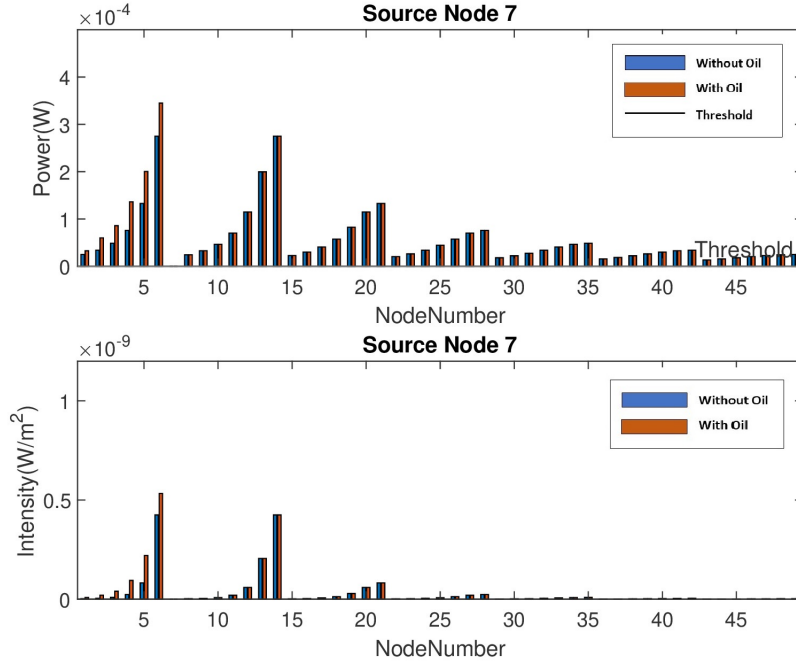 Source Node 7
×10-4
Power(W)
4
3
2
1
0
Without Oil
With Oil
Threshold
Threshold
5 10 15 20 25 30 35 40 45
NodeNumber
Source Node 7
×10-9
Intensity(W/m2)
1
0.5
0
Without Oil
With Oil
5 10 15 20 25 30 35 40 45
NodeNumber